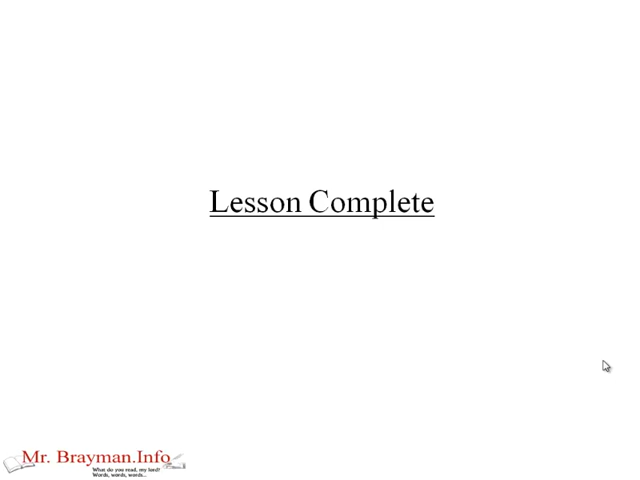 Lesson Complete
Mr. Brayman.Info
What do you read, my lord?
Words, words, words...